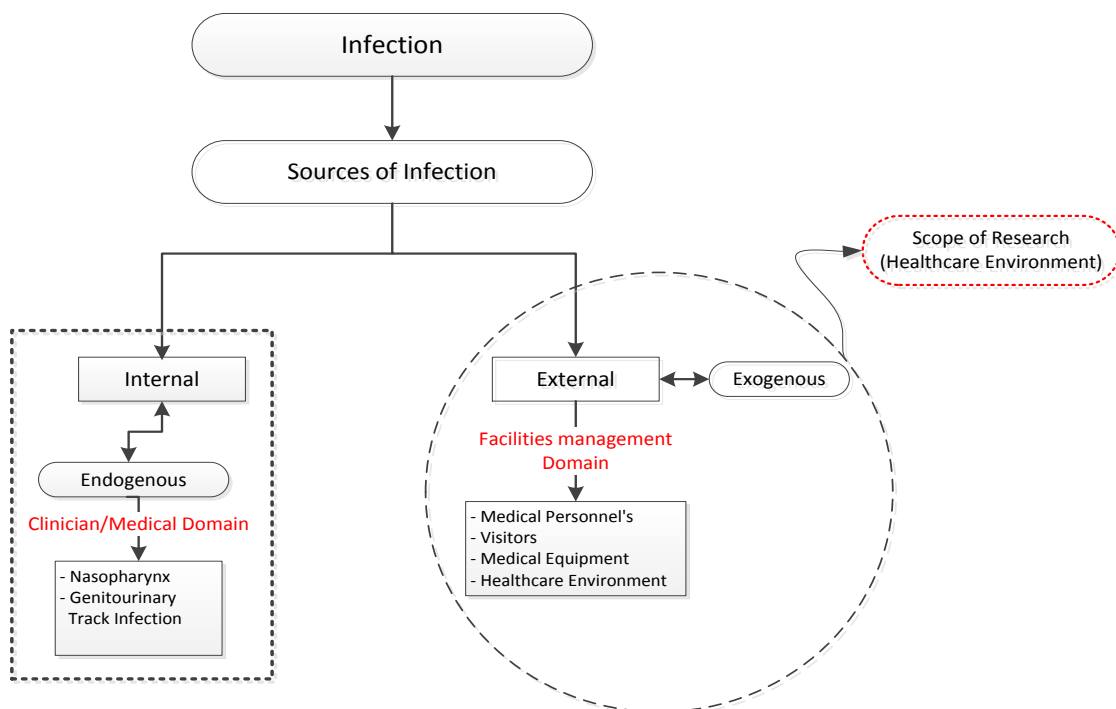 Infection
Sources of Infection
Scope of Research
(Healthcare Environment)
Internal
Endogenous
Clinician/Medical Domain
- Nasopharynx
- Genitourinary
Track Infection
External
Exogenous
Facilities management
Domain
- Medical Personnel's
- Visitors
- Medical Equipment
- Healthcare Environment